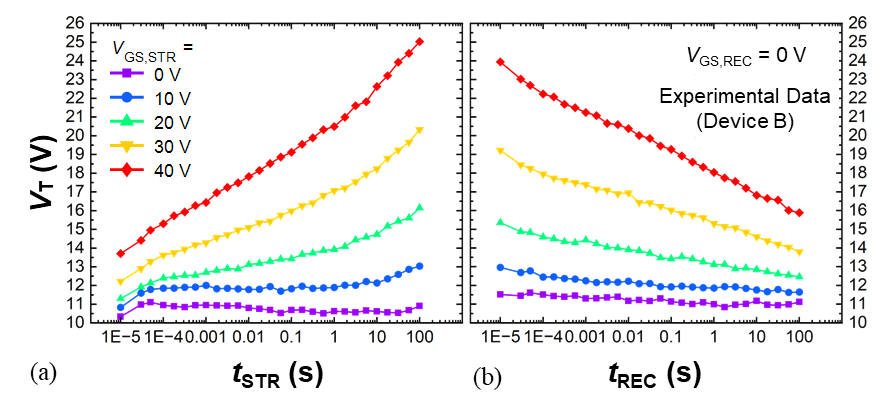 26
25
24
23
22
21
20
19
18
17
16
15
14
13
12
11
10
V_T (V)
V_GS,STR =
0 V
10 V
20 V
30 V
40 V
1E-5 1E-4 0.001 0.01 0.1 1 10 100
(a) t_STR (s)
V_GS,REC = 0 V
Experimental Data
(Device B)
26
25
24
23
22
21
20
19
18
17
16
15
14
13
12
11
10
1E-5 1E-4 0.001 0.01 0.1 1 10 100
(b) t_REC (s)